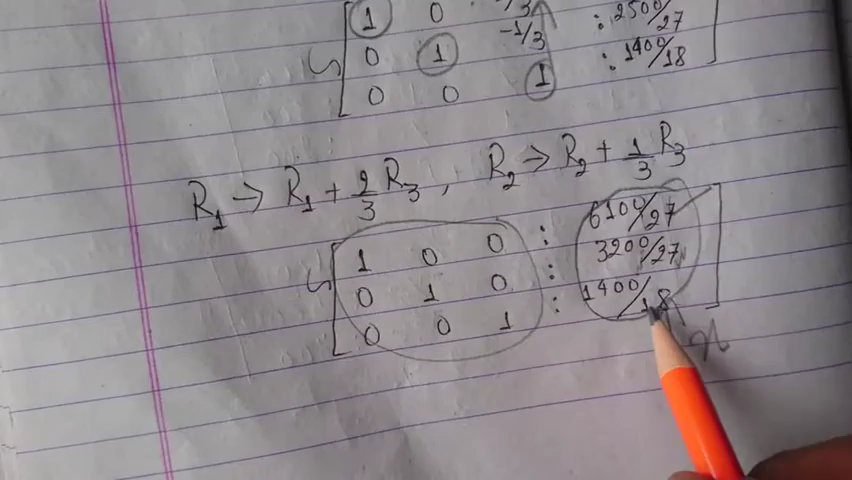 1 0 -2/3
0 1 -1/3 : 2500/27
0 0 1 : 1400/18
R1 → R1 + 2/3 R3 , R2 → R2 + 1/3 R3
1 0 0 : 6100/27
0 1 0 : 3200/27
0 0 1 : 1400/18
x